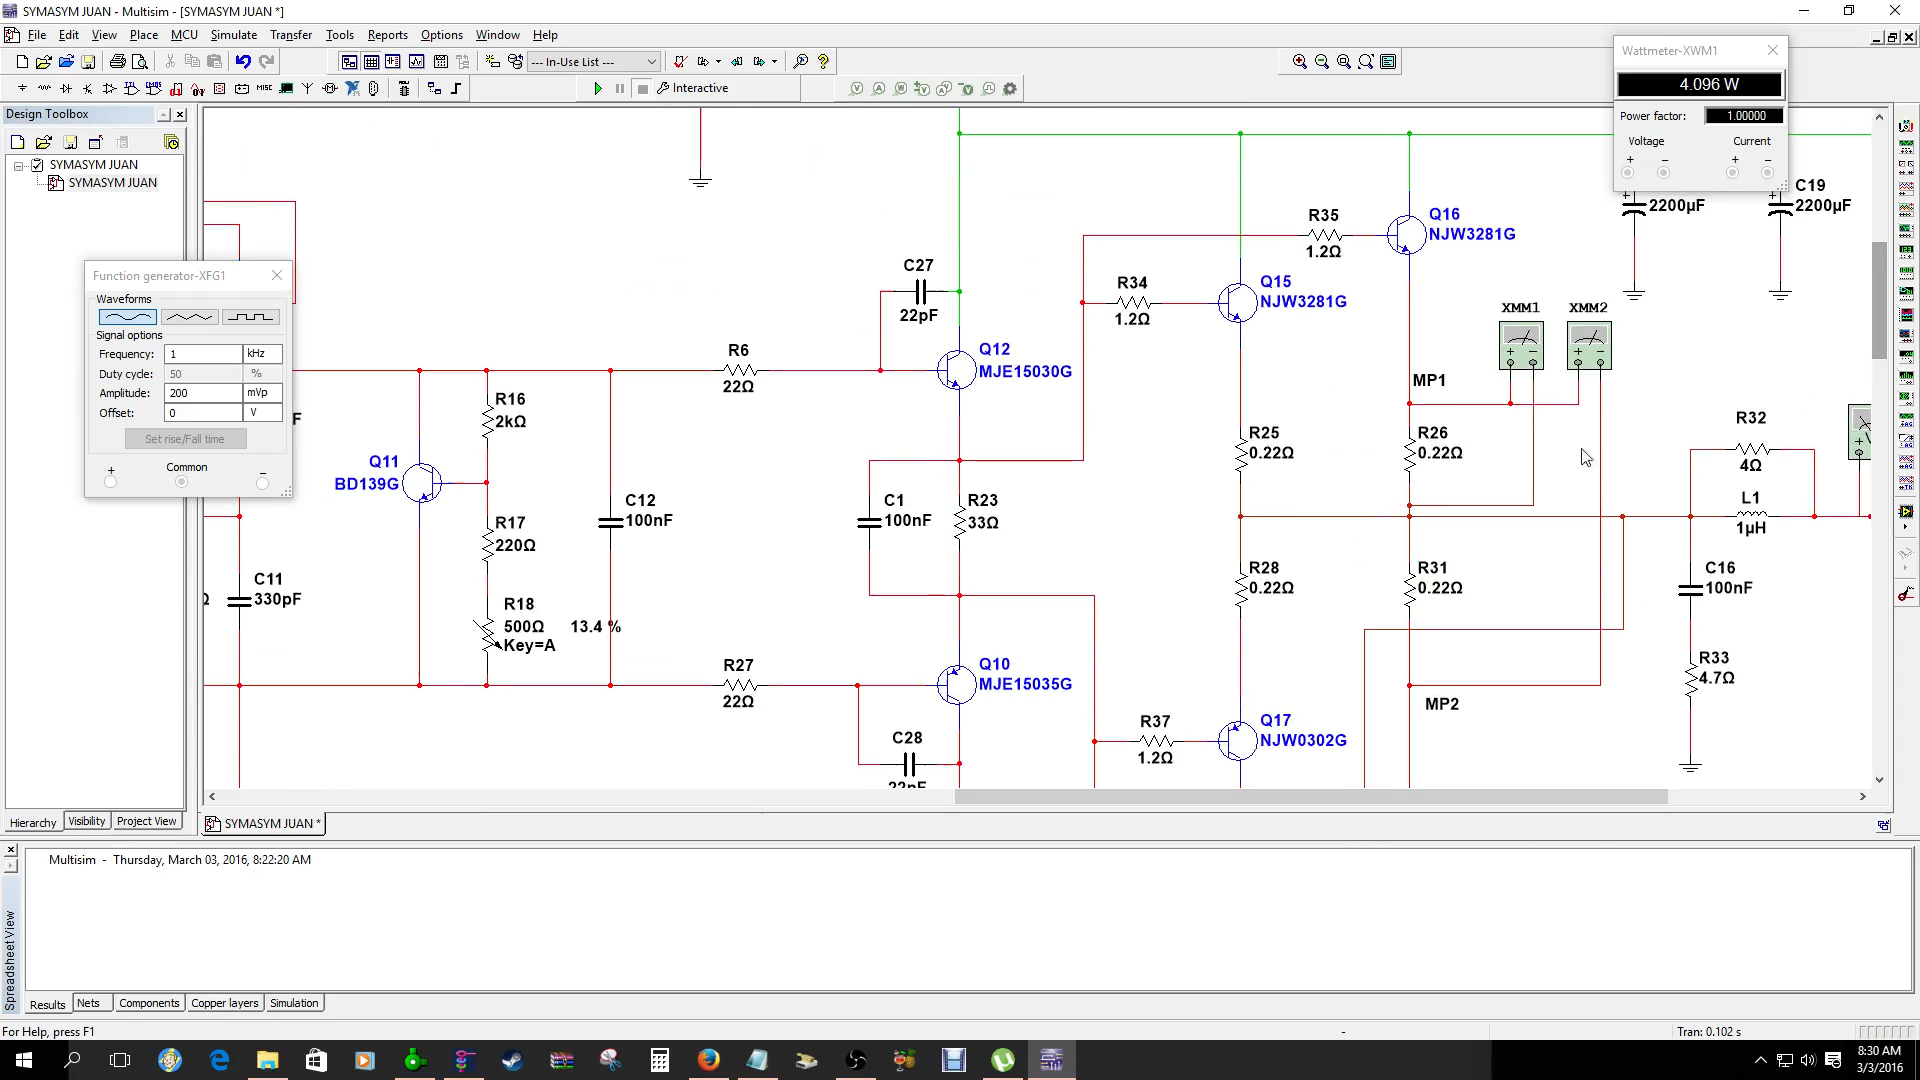 SYMASYM JUAN - Multisim - [SYMASYM JUAN *]
File Edit View Place MCU Simulate Transfer Tools Reports Options Window Help
--- In-Use List ---
Interactive
Wattmeter-XWM1
4.096 W
Power factor: 1.00000
Voltage Current
+ - + -
Design Toolbox
SYMASYM JUAN
SYMASYM JUAN
Function generator-XFG1
Waveforms
Signal options
Frequency: 1 kHz
Duty cycle: 50 %
Amplitude: 200 mVp
Offset: 0 V
Set rise/Fall time
+ Common -
C19
2200µF
2200µF
R35
1.2Ω
Q16
NJW3281G
C27
22pF
R34
1.2Ω
Q15
NJW3281G
XMM1 XMM2
R6
22Ω
Q12
MJE15030G
MP1
R16
2kΩ
R25
0.22Ω
R26
0.22Ω
R32
4Ω
Q11
BD139G
C12
100nF
C1
100nF
R23
33Ω
L1
1µH
R17
220Ω
C11
330pF
R28
0.22Ω
R31
0.22Ω
C16
100nF
R18
500Ω 13.4 %
Key=A
R27
22Ω
Q10
MJE15035G
R33
4.7Ω
MP2
C28
22pF
R37
1.2Ω
Q17
NJW0302G
Hierarchy Visibility Project View
SYMASYM JUAN *
Multisim - Thursday, March 03, 2016, 8:22:20 AM
Spreadsheet View
Results Nets Components Copper layers Simulation
For Help, press F1
-
Tran: 0.102 s
8:30 AM
3/3/2016